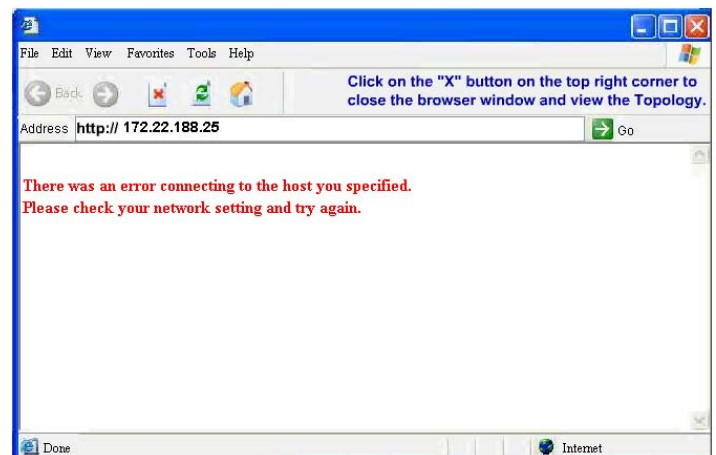 File Edit View Favorites Tools Help
Back
Click on the "X" button on the top right corner to
close the browser window and view the Topology.
Address http:// 172.22.188.25 Go
There was an error connecting to the host you specified.
Please check your network setting and try again.
Done Internet